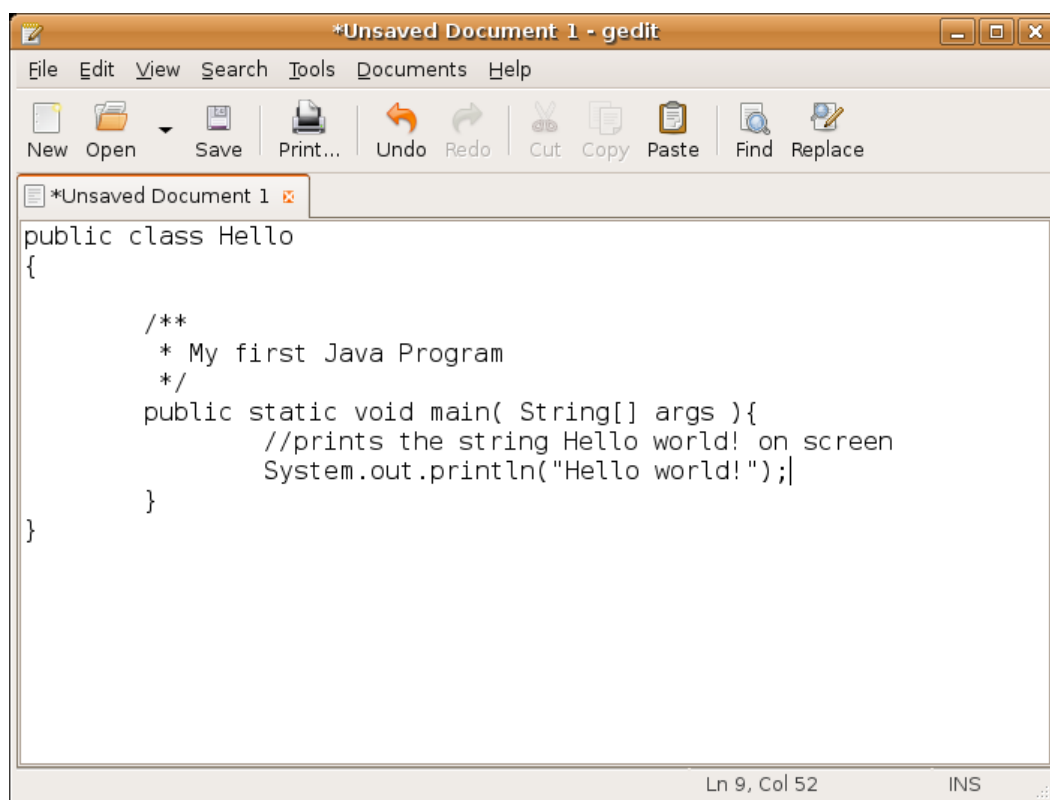 *Unsaved Document 1 - gedit
File Edit View Search Tools Documents Help
New Open Save Print... Undo Redo Cut Copy Paste Find Replace
*Unsaved Document 1
public class Hello
{
/**
* My first Java Program
*/
public static void main( String[] args ){
//prints the string Hello world! on screen
System.out.println("Hello world!");
}
}
Ln 9, Col 52 INS